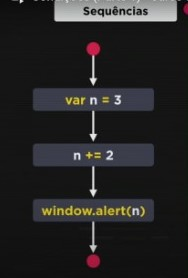 Sequências
var n = 3
n += 2
window.alert(n)